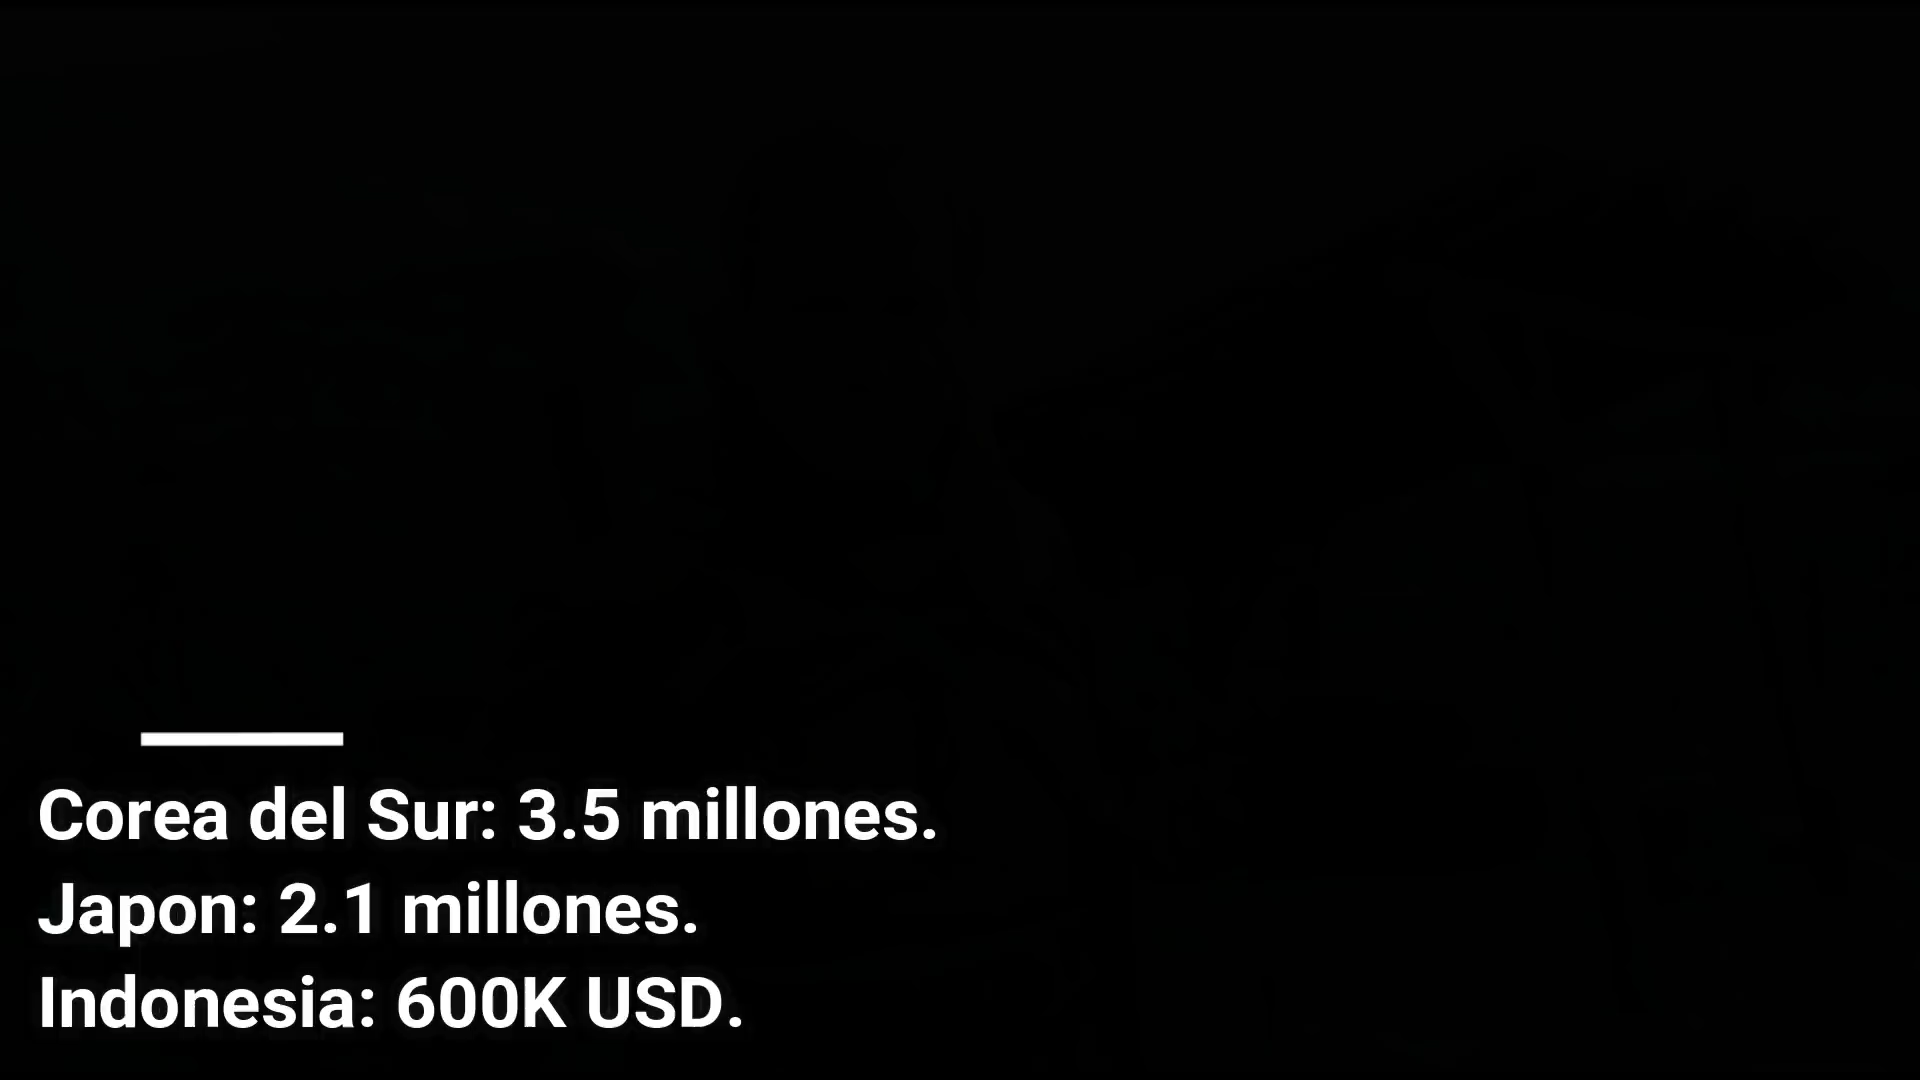 Corea del Sur: 3.5 millones.
Japon: 2.1 millones.
Indonesia: 600K USD.